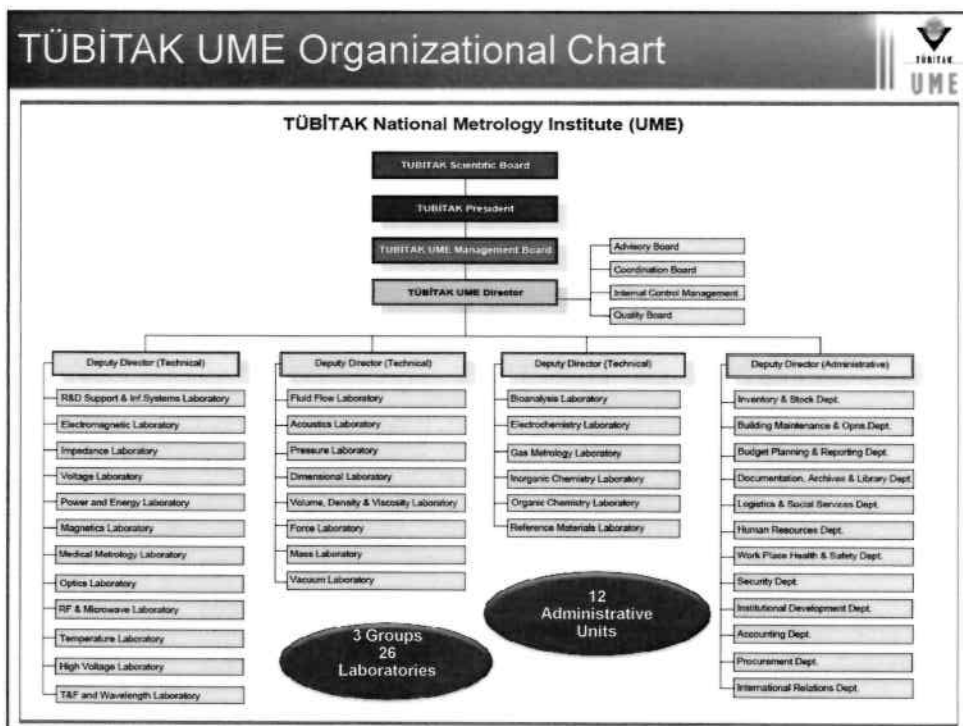 TÜBİTAK UME Organizational Chart
TÜBİTAK
UME
TÜBİTAK National Metrology Institute (UME)
TUBITAK Scientific Board
TUBITAK President
TUBITAK UME Management Board
TÜBİTAK UME Director
Advisory Board
Coordination Board
Internal Control Management
Quality Board
Deputy Director (Technical)
R&D Support & Inf.Systems Laboratory
Electromagnetic Laboratory
Impedance Laboratory
Voltage Laboratory
Power and Energy Laboratory
Magnetics Laboratory
Medical Metrology Laboratory
Optics Laboratory
RF & Microwave Laboratory
Temperature Laboratory
High Voltage Laboratory
T&F and Wavelength Laboratory
Deputy Director (Technical)
Fluid Flow Laboratory
Acoustics Laboratory
Pressure Laboratory
Dimensional Laboratory
Volume, Density & Viscosity Laboratory
Force Laboratory
Mass Laboratory
Vacuum Laboratory
Deputy Director (Technical)
Bioanalysis Laboratory
Electrochemistry Laboratory
Gas Metrology Laboratory
Inorganic Chemistry Laboratory
Organic Chemistry Laboratory
Reference Materials Laboratory
Deputy Director (Administrative)
Inventory & Stock Dept.
Building Maintenance & Opns.Dept.
Budget Planning & Reporting Dept.
Documentation, Archives & Library Dept.
Logistics & Social Services Dept.
Human Resources Dept.
Work Place Health & Safety Dept.
Security Dept.
Institutional Development Dept.
Accounting Dept.
Procurement Dept.
International Relations Dept.
3 Groups
26
Laboratories
12
Administrative
Units